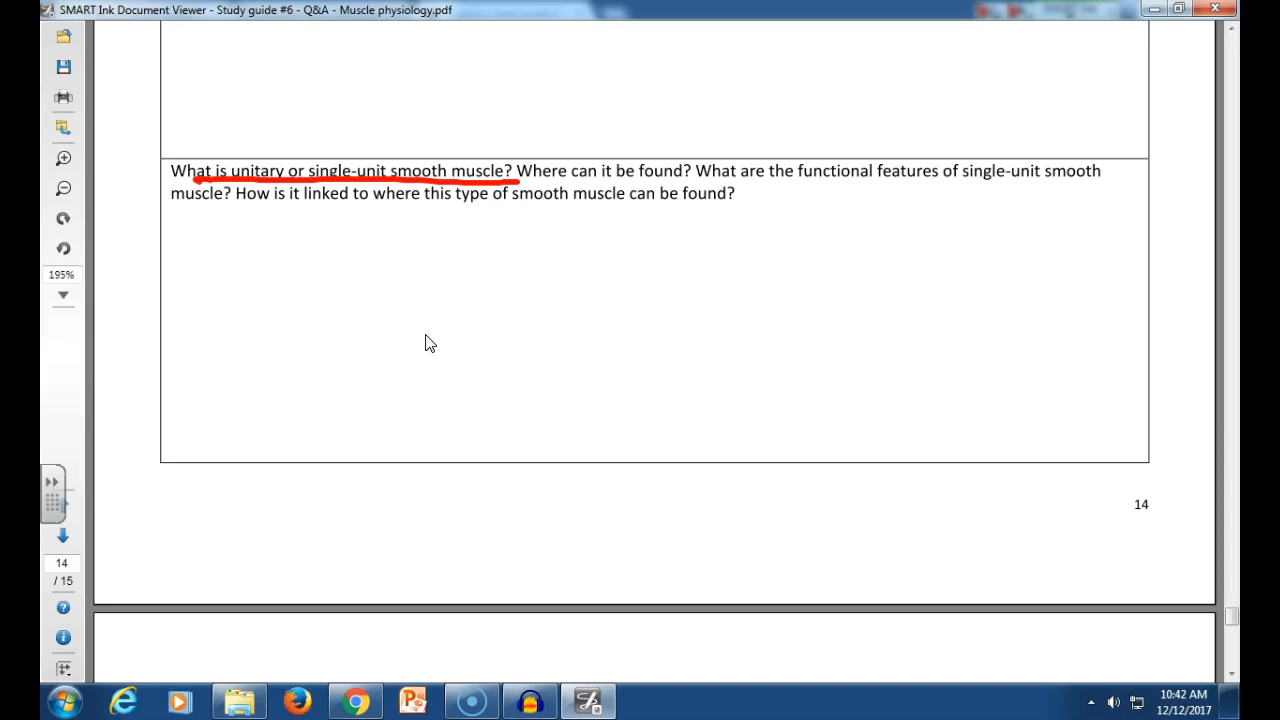 SMART Ink Document Viewer - Study guide #6 - Q&A - Muscle physiology.pdf
What is unitary or single-unit smooth muscle? Where can it be found? What are the functional features of single-unit smooth
muscle? How is it linked to where this type of smooth muscle can be found?
195%
14
14
/ 15
10:42 AM
12/12/2017